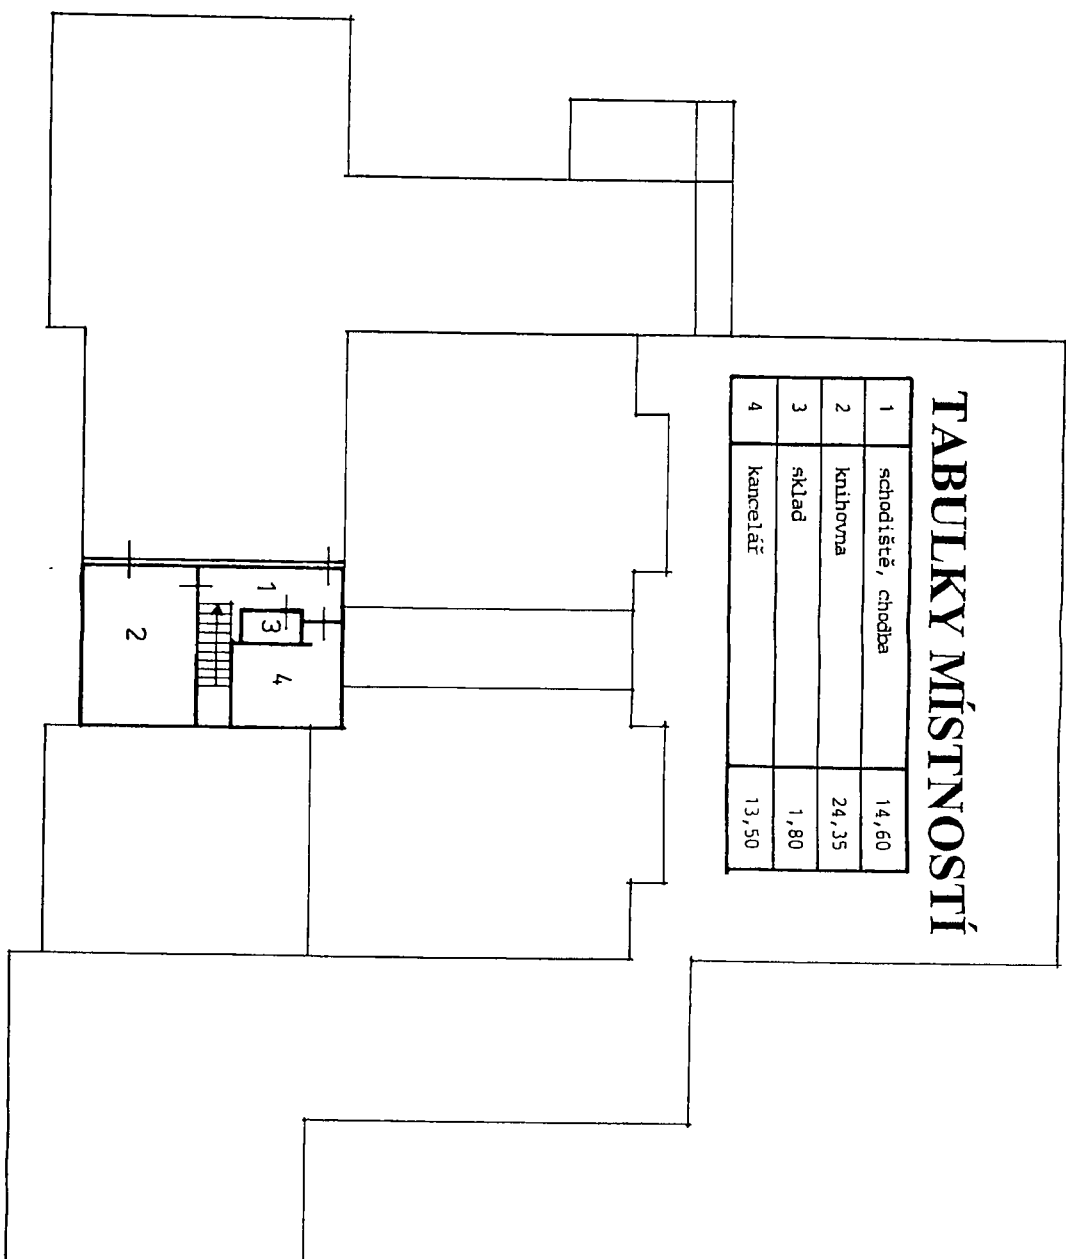 TABULKY MÍSTNOSTÍ
1 schodiště, chodba 14,60
2 knihovna 24,35
3 sklad 1,80
4 kancelář 13,50
1
3
2
4